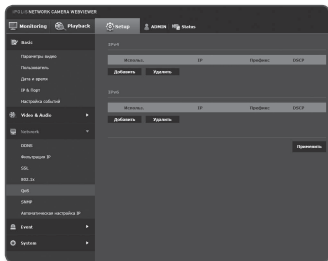 iPOLiS NETWORK CAMERA WEBVIEWER
Monitoring Playback Setup ADMIN Status
Basic
Параметры видео
Пользователь
Дата и время
IP & Порт
Настройка событий
Video & Audio
Network
DDNS
Фильтрация IP
SSL
802.1x
QoS
SNMP
Автоматическая настройка IP
Event
System
IPv4
Использ. IP Префикс DSCP
Добавить Удалить
IPv6
Использ. IP Префикс DSCP
Добавить Удалить
Применить